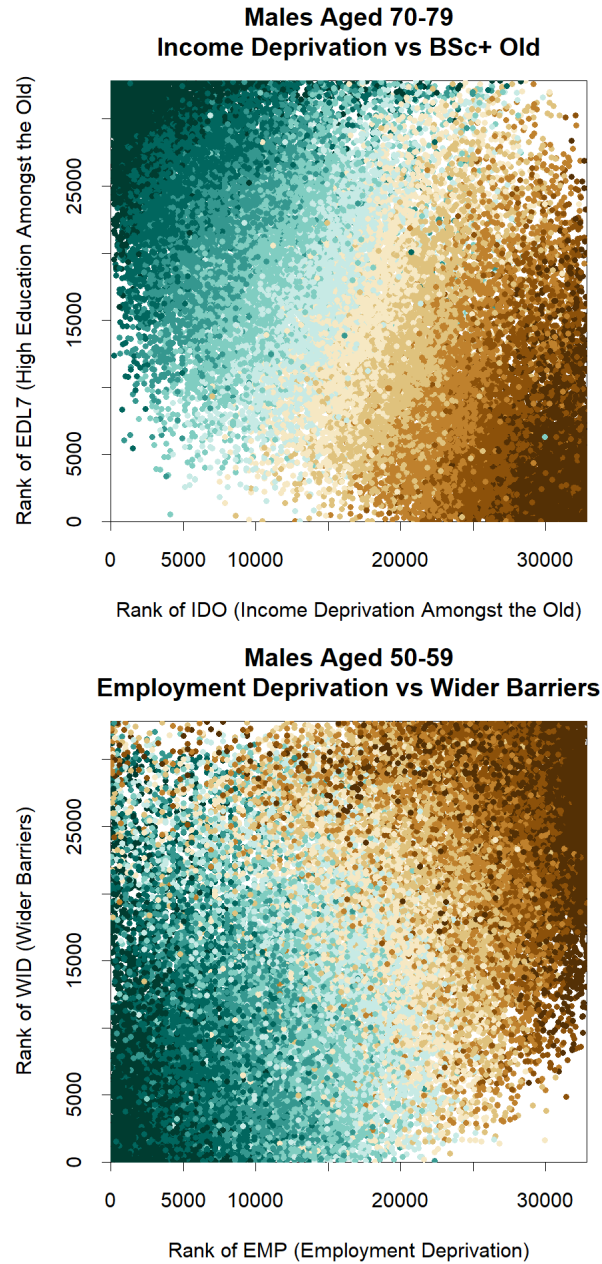 Males Aged 70-79
Income Deprivation vs BSc+ Old
Rank of EDL7 (High Education Amongst the Old)
25000
15000
5000
0
0 5000 10000 20000 30000
Rank of IDO (Income Deprivation Amongst the Old)
Males Aged 50-59
Employment Deprivation vs Wider Barriers
Rank of WID (Wider Barriers)
25000
15000
5000
0
0 5000 10000 20000 30000
Rank of EMP (Employment Deprivation)